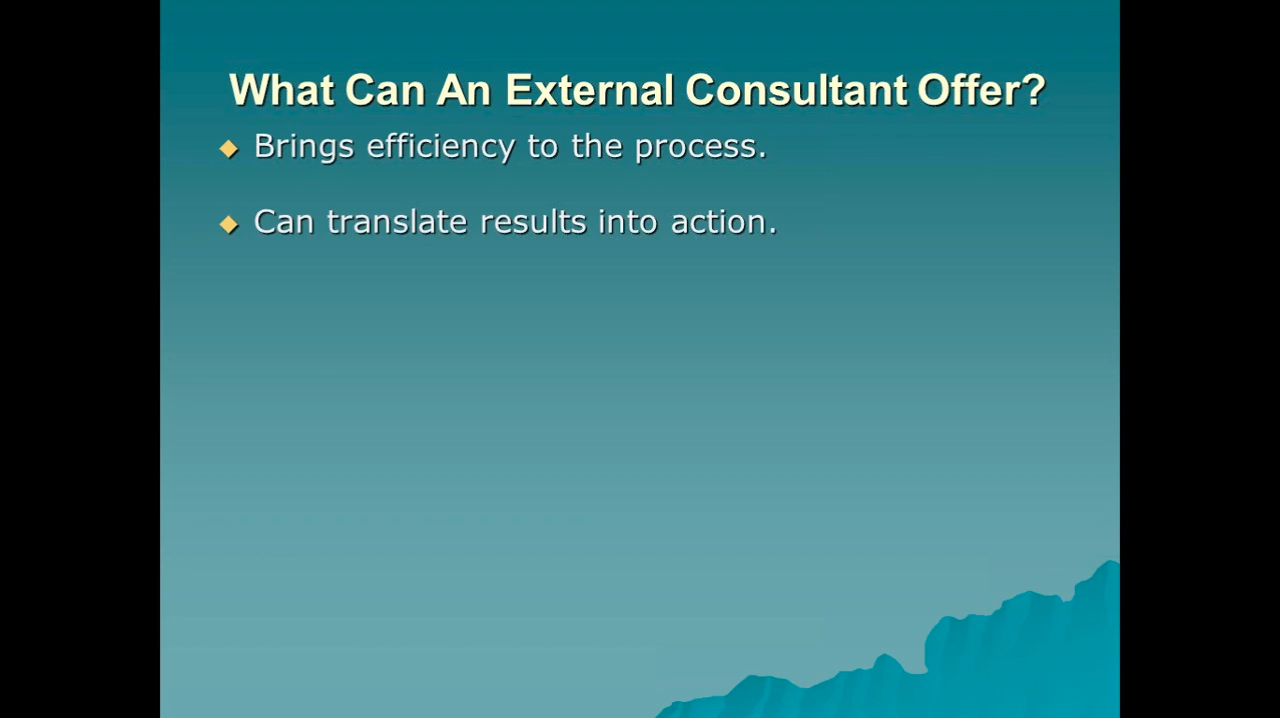 What Can An External Consultant Offer?
Brings efficiency to the process.
Can translate results into action.